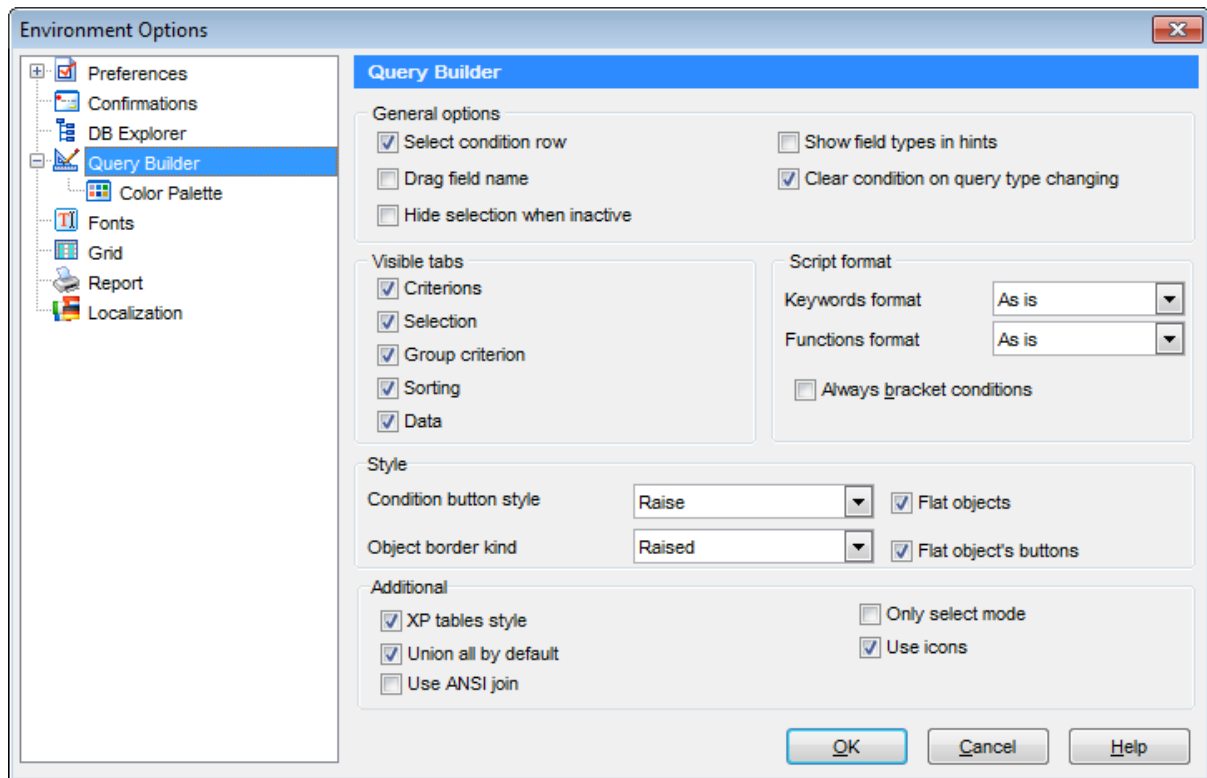 Environment Options
Preferences
Confirmations
DB Explorer
Query Builder
Color Palette
Fonts
Grid
Report
Localization
Query Builder
General options
Select condition row
Show field types in hints
Drag field name
Clear condition on query type changing
Hide selection when inactive
Visible tabs
Criterions
Selection
Group criterion
Sorting
Data
Script format
Keywords format As is
Functions format As is
Always bracket conditions
Style
Condition button style Raise Flat objects
Object border kind Raised Flat object's buttons
Additional
XP tables style
Only select mode
Union all by default
Use icons
Use ANSI join
OK Cancel Help